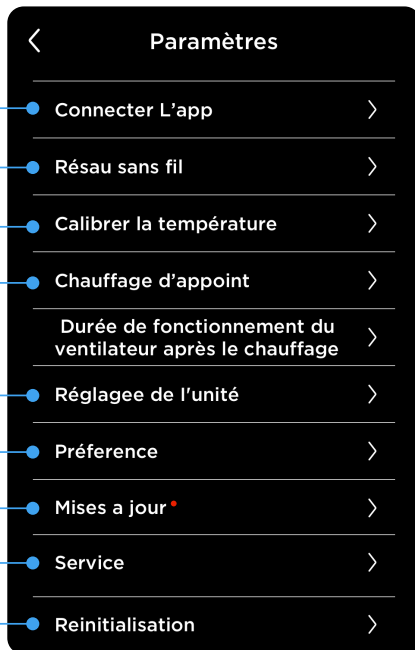 Paramètres
Connecter L'app
Résau sans fil
Calibrer la température
Chauffage d'appoint
Durée de fonctionnement du
ventilateur après le chauffage
Réglagee de l'unité
Préference
Mises a jour
Service
Reinitialisation